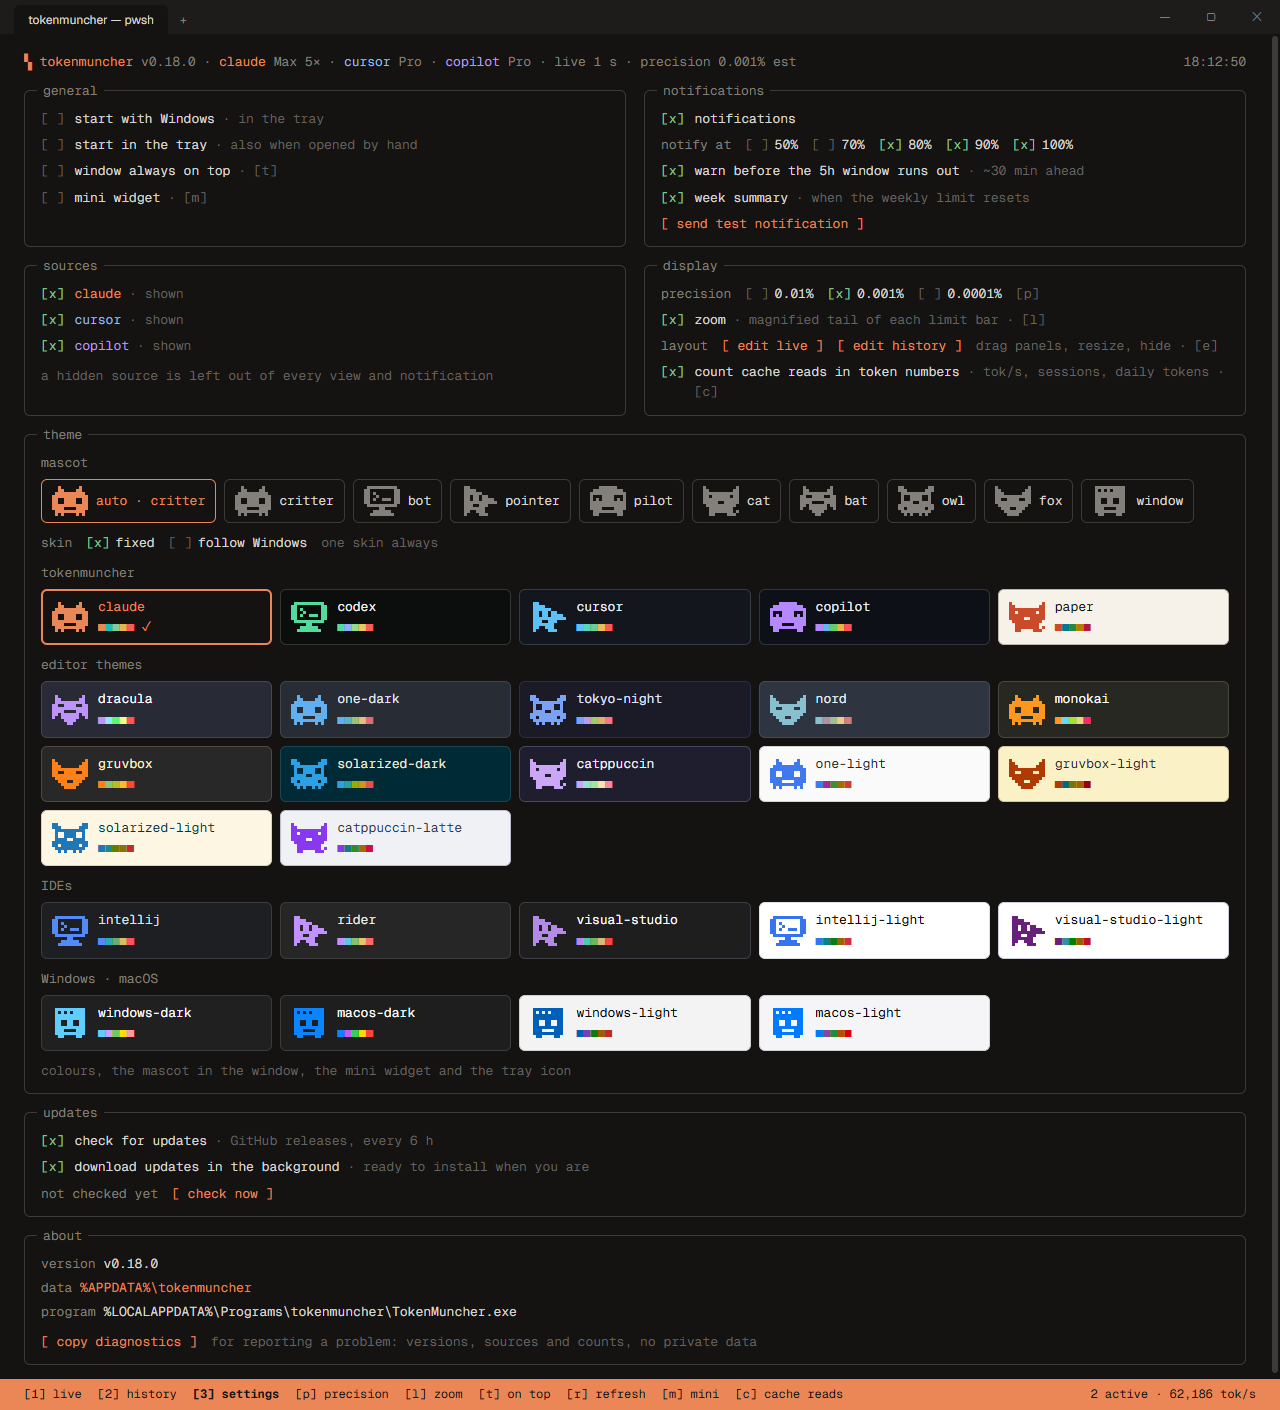 tokenmuncher — pwsh +
tokenmuncher v0.18.0 · claude Max 5× · cursor Pro · copilot Pro · live 1 s · precision 0.001% est 18:12:50
general
[ ] start with Windows · in the tray
[ ] start in the tray · also when opened by hand
[ ] window always on top · [t]
[ ] mini widget · [m]
notifications
[x] notifications
notify at [ ] 50% [ ] 70% [x] 80% [x] 90% [x] 100%
[x] warn before the 5h window runs out · ~30 min ahead
[x] week summary · when the weekly limit resets
[ send test notification ]
sources
[x] claude · shown
[x] cursor · shown
[x] copilot · shown
a hidden source is left out of every view and notification
display
precision [ ] 0.01% [x] 0.001% [ ] 0.0001% [p]
[x] zoom · magnified tail of each limit bar · [l]
layout [ edit live ] [ edit history ] drag panels, resize, hide · [e]
[x] count cache reads in token numbers · tok/s, sessions, daily tokens ·
[c]
theme
mascot
auto · critter critter bot pointer pilot cat bat owl fox window
skin [x] fixed [ ] follow Windows one skin always
tokenmuncher
claude codex cursor copilot paper
✓
editor themes
dracula one-dark tokyo-night nord monokai
gruvbox solarized-dark catppuccin one-light gruvbox-light
solarized-light catppuccin-latte
IDEs
intellij rider visual-studio intellij-light visual-studio-light
Windows · macOS
windows-dark macos-dark windows-light macos-light
colours, the mascot in the window, the mini widget and the tray icon
updates
[x] check for updates · GitHub releases, every 6 h
[x] download updates in the background · ready to install when you are
not checked yet [ check now ]
about
version v0.18.0
data %APPDATA%\tokenmuncher
program %LOCALAPPDATA%\Programs\tokenmuncher\TokenMuncher.exe
[ copy diagnostics ] for reporting a problem: versions, sources and counts, no private data
[1] live [2] history [3] settings [p] precision [l] zoom [t] on top [r] refresh [m] mini [c] cache reads 2 active · 62,186 tok/s